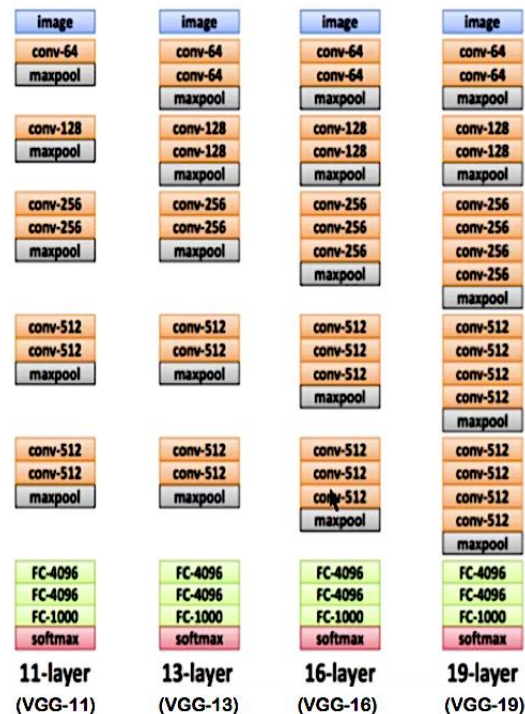 image
conv-64
maxpool
conv-128
maxpool
conv-256
conv-256
maxpool
conv-512
conv-512
maxpool
conv-512
conv-512
maxpool
FC-4096
FC-4096
FC-1000
softmax
11-layer
(VGG-11)
image
conv-64
conv-64
maxpool
conv-128
conv-128
maxpool
conv-256
conv-256
maxpool
conv-512
conv-512
maxpool
conv-512
conv-512
maxpool
FC-4096
FC-4096
FC-1000
softmax
13-layer
(VGG-13)
image
conv-64
conv-64
maxpool
conv-128
conv-128
maxpool
conv-256
conv-256
conv-256
maxpool
conv-512
conv-512
conv-512
maxpool
conv-512
conv-512
conv-512
maxpool
FC-4096
FC-4096
FC-1000
softmax
16-layer
(VGG-16)
image
conv-64
conv-64
maxpool
conv-128
conv-128
maxpool
conv-256
conv-256
conv-256
conv-256
maxpool
conv-512
conv-512
conv-512
conv-512
maxpool
conv-512
conv-512
conv-512
conv-512
maxpool
FC-4096
FC-4096
FC-1000
softmax
19-layer
(VGG-19)